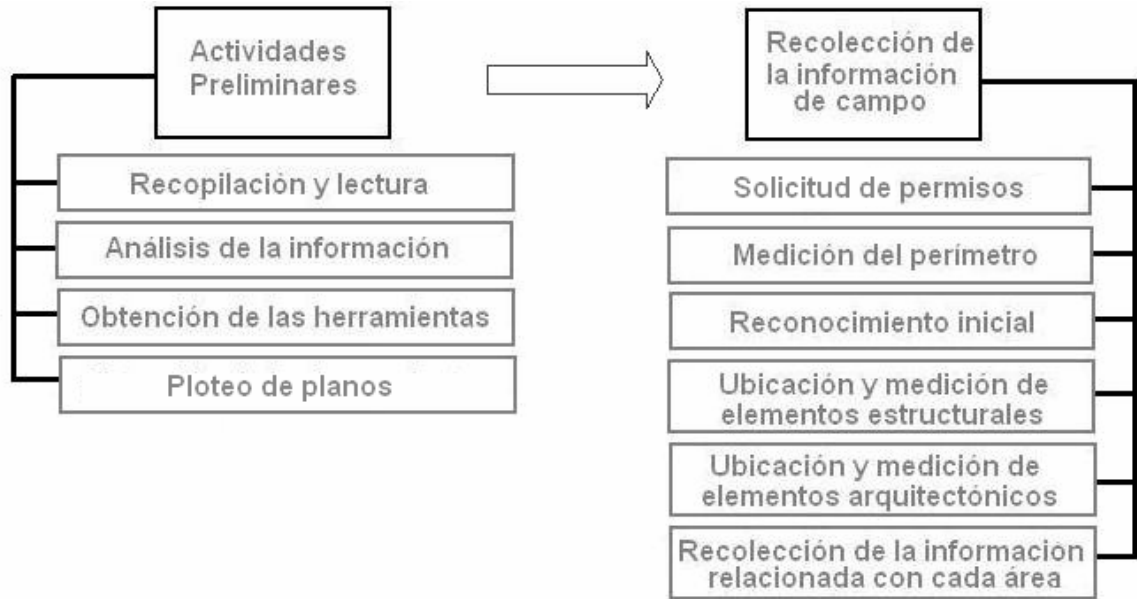 Actividades
Preliminares
Recopilación y lectura
Análisis de la información
Obtención de las herramientas
Ploteo de planos
Recolección de
la información
de campo
Solicitud de permisos
Medición del perímetro
Reconocimiento inicial
Ubicación y medición de
elementos estructurales
Ubicación y medición de
elementos arquitectónicos
Recolección de la información
relacionada con cada área